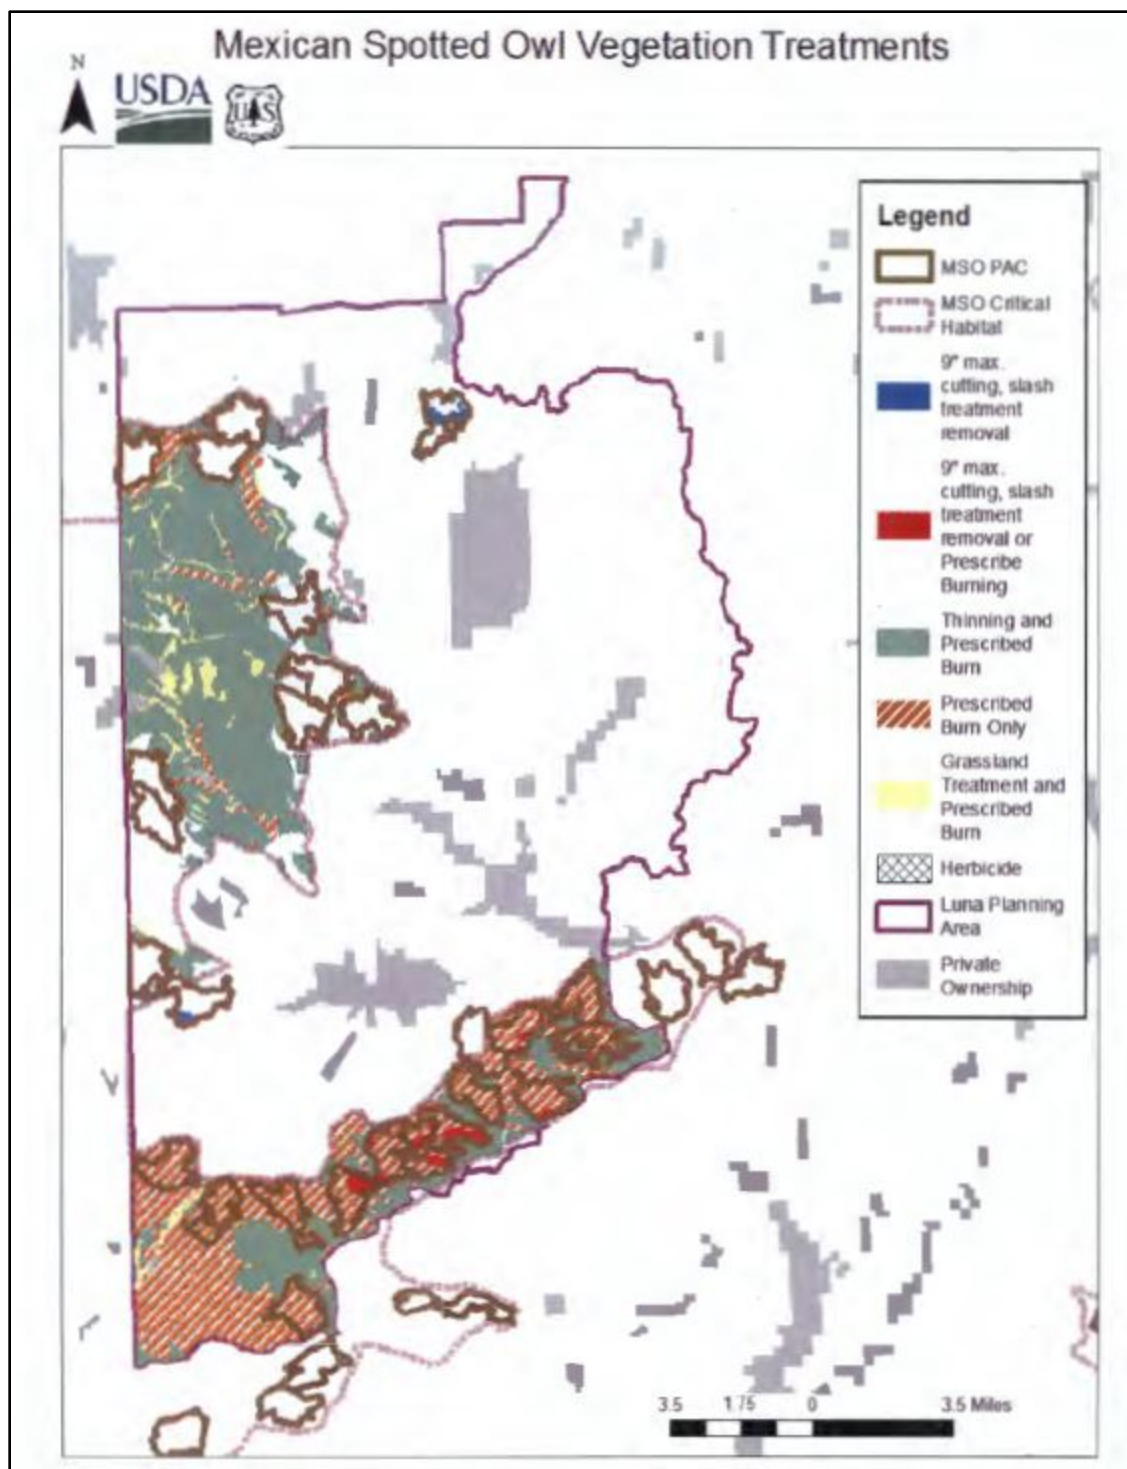 Mexican Spotted Owl Vegetation Treatments
N
USDA
U S
Legend
MSO PAC
MSO Critical
Habitat
9" max.
cutting, slash
treatment
removal
9" max.
cutting, slash
treatment
removal or
Prescribe
Burning
Thinning and
Prescribed
Burn
Prescribed
Burn Only
Grassland
Treatment and
Prescribed
Burn
Herbicide
Luna Planning
Area
Private
Ownership
3.5 1.75 0 3.5 Miles